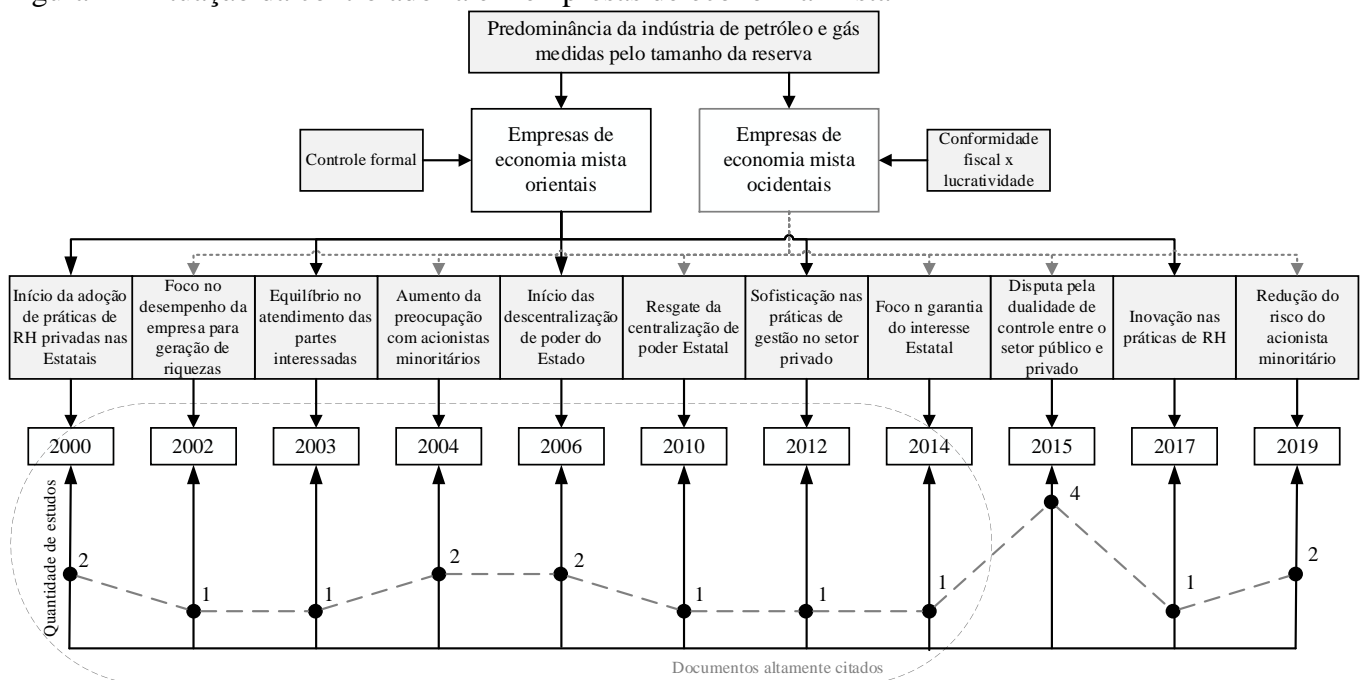 Predominância da indústria de petróleo e gás
medidas pelo tamanho da reserva
Controle formal
Empresas de
economia mista
orientais
Empresas de
economia mista
ocidentais
Conformidade
fiscal x
lucratividade
Início da adoção
de práticas de
RH privadas nas
Estatais
Foco no
desempenho da
empresa para
geração de
riquezas
Equilíbrio no
atendimento das
partes
interessadas
Aumento da
preocupação
com acionistas
minoritários
Início das
descentralização
de poder do
Estado
Resgate da
centralização de
poder Estatal
Sofisticação nas
práticas de
gestão no setor
privado
Foco n garantia
do interesse
Estatal
Disputa pela
dualidade de
controle entre o
setor público e
privado
Inovação nas
práticas de RH
Redução do
risco do
acionista
minoritário
2000
2002
2003
2004
2006
2010
2012
2014
2015
2017
2019
Quantidade de estudos
2
1
1
2
2
1
1
1
4
1
2
Documentos altamente citados